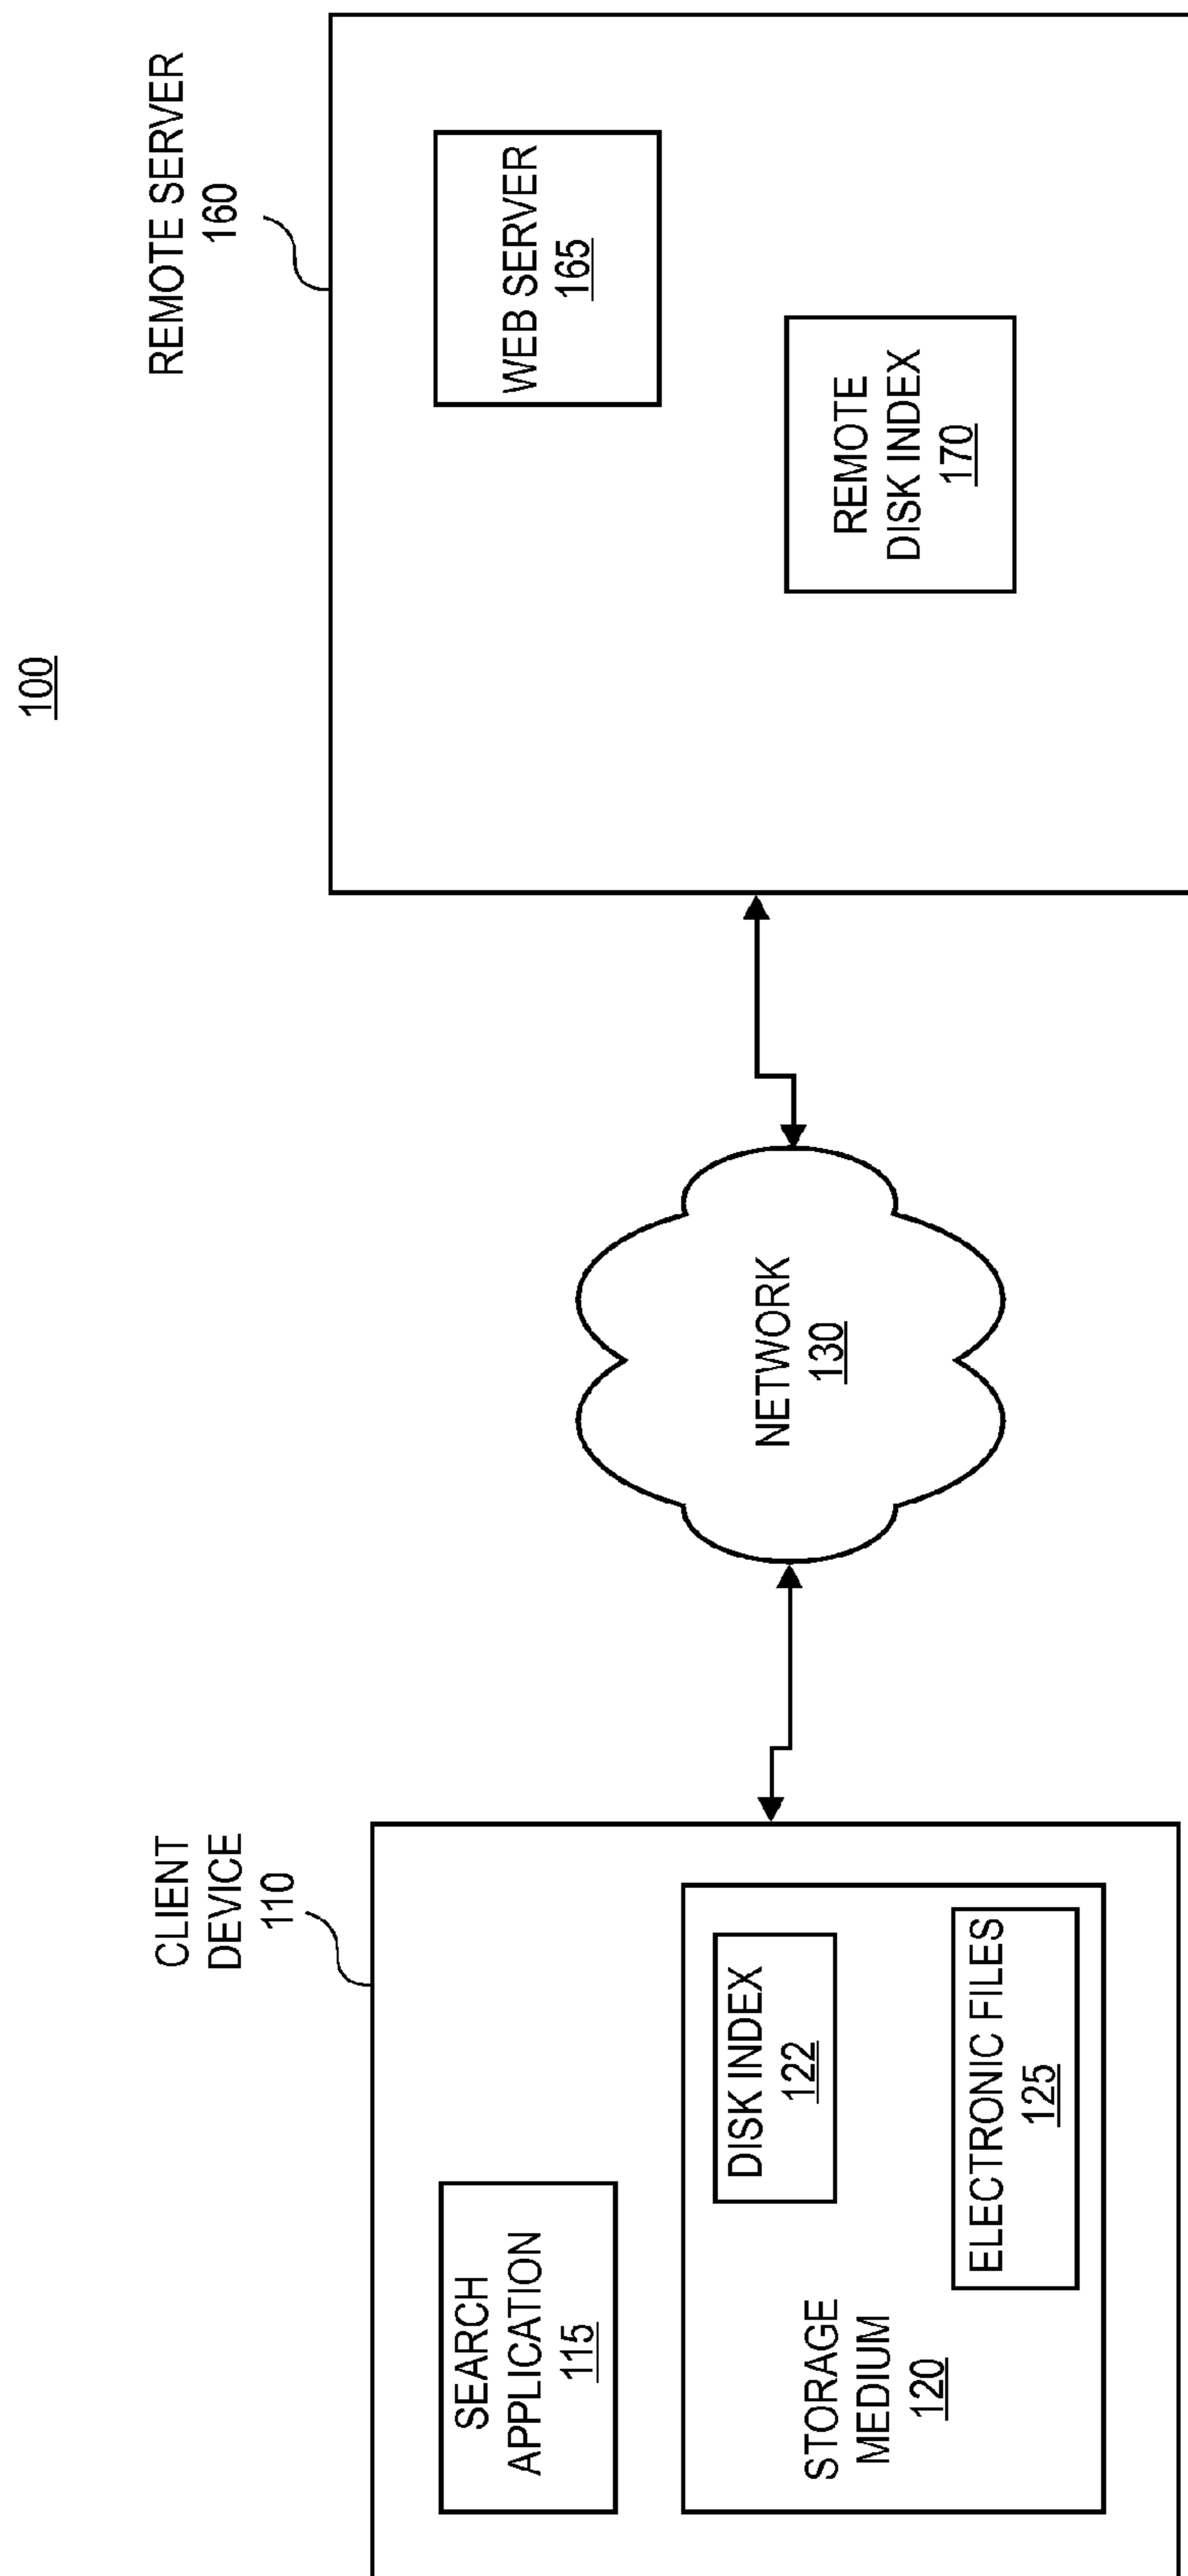 100
CLIENT
DEVICE
110
SEARCH
APPLICATION
115
STORAGE
MEDIUM
120
DISK INDEX
122
ELECTRONIC FILES
125
NETWORK
130
REMOTE SERVER
160
WEB SERVER
165
REMOTE
DISK INDEX
170